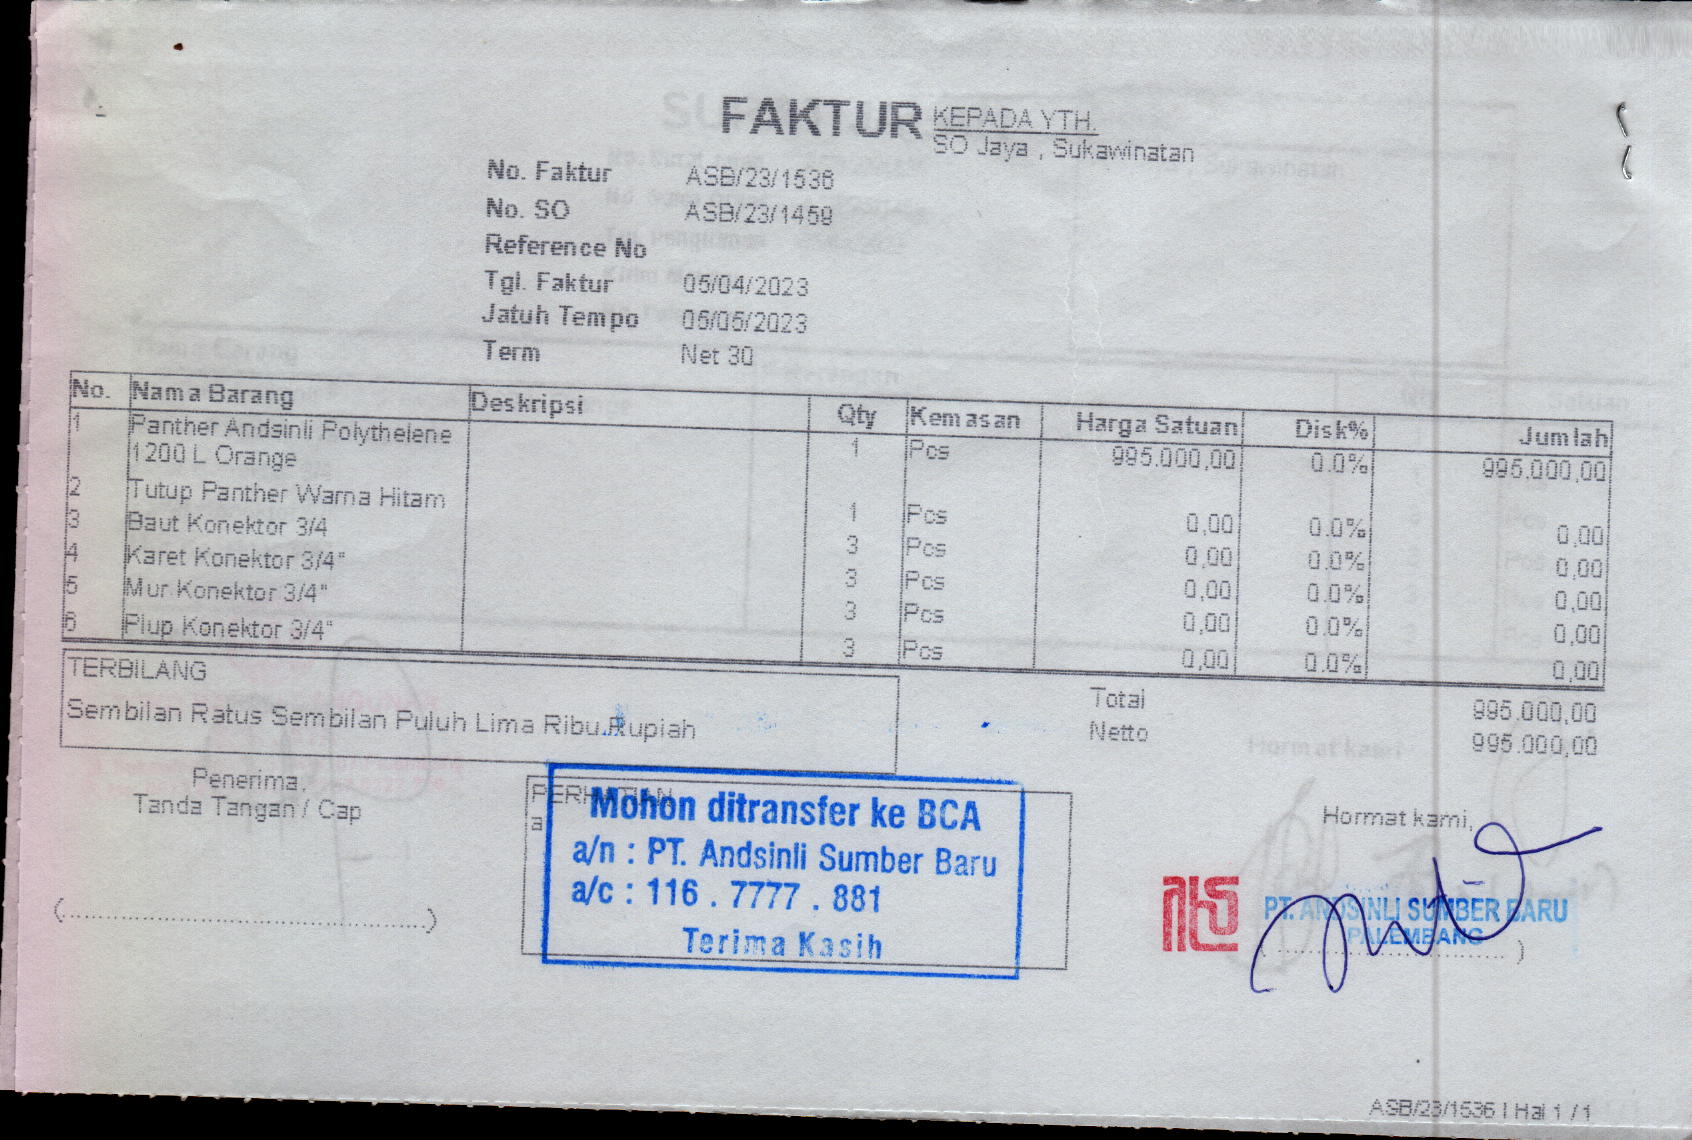 FAKTUR
KEPADA YTH.
SO Jaya , Sukawinatan
No. Faktur ASB/23/1536
No. SO ASB/23/1459
Reference No
Tgl. Faktur 05/04/2023
Jatuh Tempo 05/05/2023
Term Net 30
No. Nama Barang Deskripsi Qty Kemasan Harga Satuan Disk% Jumlah
1 Panther Andsinli Polythelene 1 Pcs 995.000,00 0.0% 995.000,00
1200 L Orange
2 Tutup Panther Warna Hitam 1 Pcs 0,00 0.0% 0,00
3 Baut Konektor 3/4 3 Pcs 0,00 0.0% 0,00
4 Karet Konektor 3/4" 3 Pcs 0,00 0.0% 0,00
5 Mur Konektor 3/4" 3 Pcs 0,00 0.0% 0,00
6 Plup Konektor 3/4" 3 Pcs 0,00 0.0% 0,00
TERBILANG
Sembilan Ratus Sembilan Puluh Lima Ribu Rupiah
Total 995.000,00
Netto 995.000,00
Penerima,
Tanda Tangan / Cap
Mohon ditransfer ke BCA
a/n : PT. Andsinli Sumber Baru
a/c : 116 . 7777 . 881
Terima Kasih
Hormat kami,
PT. ANDSINLI SUMBER BARU
PALEMBANG
ASB/23/1536 | Hal 1 / 1